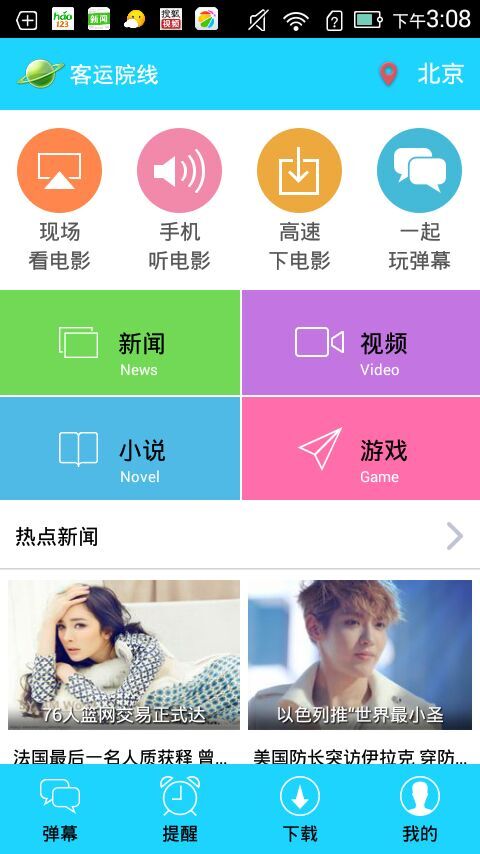 hao
123
新闻
搜狐
视频
下午3:08
客运院线
北京
现场
看电影
手机
听电影
高速
下电影
一起
玩弹幕
新闻
News
视频
Video
小说
Novel
游戏
Game
热点新闻
76人篮网交易正式达
以色列推“世界最小圣
法国最后一名人质获释 曾...
美国防长突访伊拉克 穿防...
弹幕
提醒
下载
我的